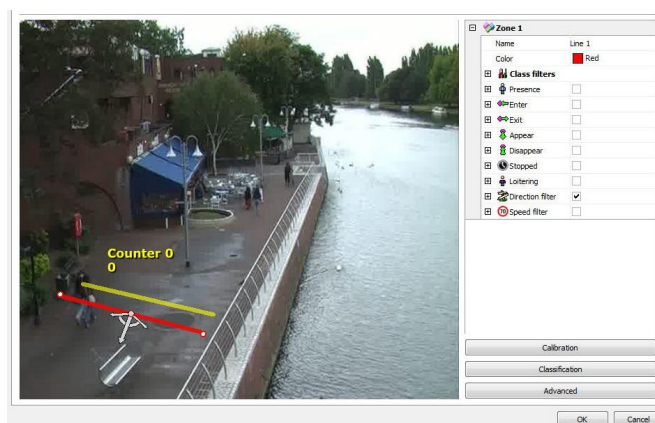 Zone 1
Name Line 1
Color Red
Class filters
Presence
Enter
Exit
Appear
Disappear
Stopped
Loitering
Direction filter
70 Speed filter
Counter 0
0
Calibration
Classification
Advanced
OK Cancel